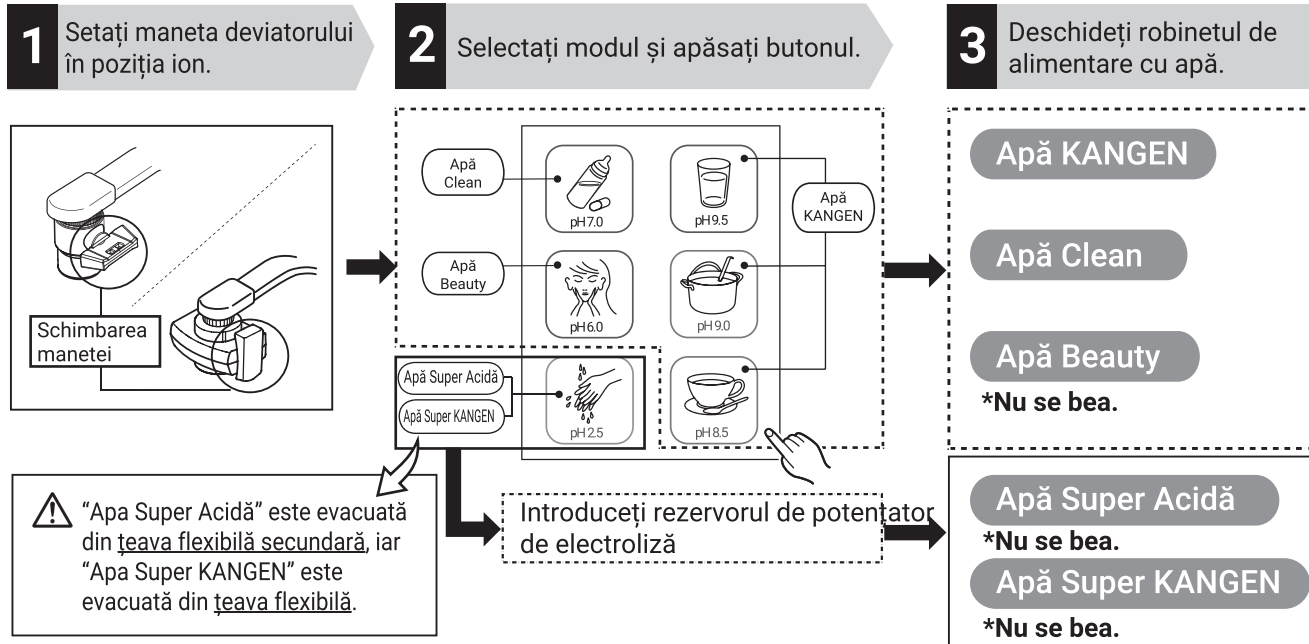 1 Setați maneta deviatorului
în poziția ion.
2 Selectați modul și apăsați butonul.
3 Deschideți robinetul de
alimentare cu apă.
Schimbarea
manetei
Apă
Clean
pH7.0
pH9.5
Apă
KANGEN
Apă
Beauty
pH6.0
pH9.0
Apă Super Acidă
Apă Super KANGEN
pH2.5
pH8.5
"Apa Super Acidă" este evacuată
din țeava flexibilă secundară, iar
"Apa Super KANGEN" este
evacuată din țeava flexibilă.
Introduceți rezervorul de potențator
de electroliză
Apă KANGEN
Apă Clean
Apă Beauty
*Nu se bea.
Apă Super Acidă
*Nu se bea.
Apă Super KANGEN
*Nu se bea.